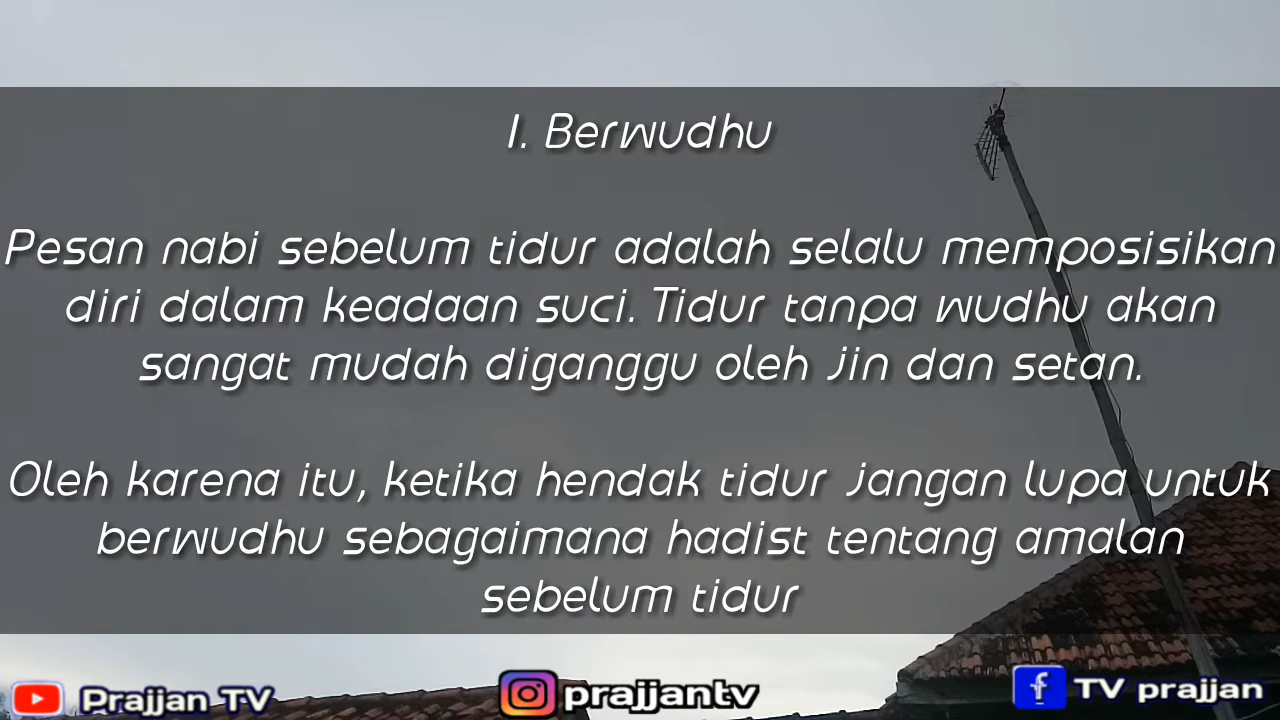 1. Berwudhu
Pesan nabi sebelum tidur adalah selalu memposisikan
diri dalam keadaan suci. Tidur tanpa wudhu akan
sangat mudah diganggu oleh jin dan setan.
Oleh karena itu, ketika hendak tidur jangan lupa untuk
berwudhu sebagaimana hadist tentang amalan
sebelum tidur
Prajjan TV
prajjantv
TV prajjan